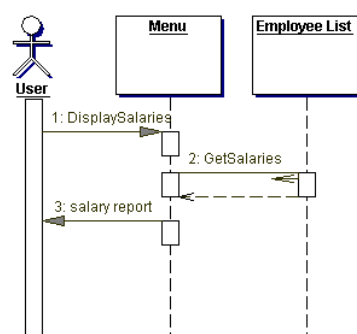 Menu
Employee List
User
1: DisplaySalaries
2: GetSalaries
3: salary report